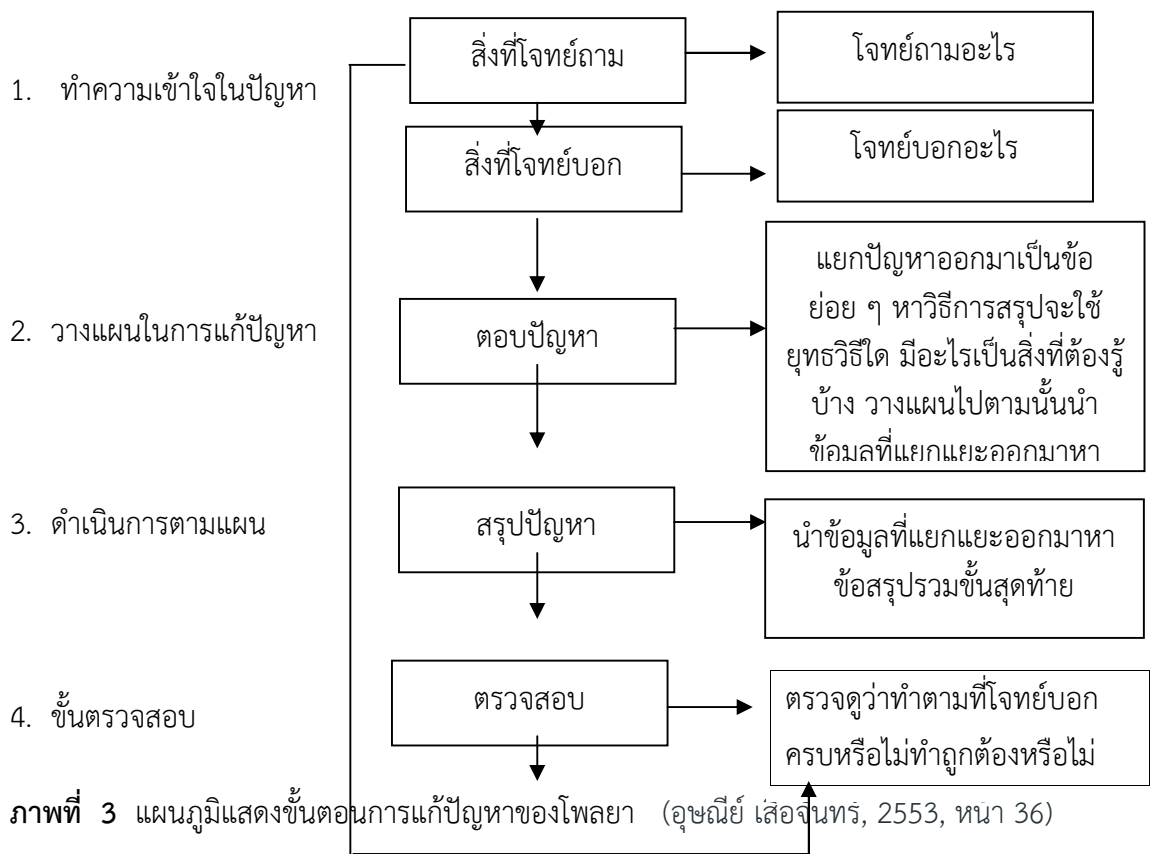 สิ่งที่โจทย์ถาม
โจทย์ถามอะไร
1. ทำความเข้าใจในปัญหา
สิ่งที่โจทย์บอก
โจทย์บอกอะไร
2. วางแผนในการแก้ปัญหา
ตอบปัญหา
แยกปัญหาออกมาเป็นข้อ
ย่อย ๆ หาวิธีการสรุปจะใช้
ยุทธวิธีใด มีอะไรเป็นสิ่งที่ต้องรู้
บ้าง วางแผนไปตามนั้นนำ
ข้อมูลที่แยกแยะออกมาหา
3. ดำเนินการตามแผน
สรุปปัญหา
นำข้อมูลที่แยกแยะออกมาหา
ข้อสรุปรวมขั้นสุดท้าย
4. ขั้นตรวจสอบ
ตรวจสอบ
ตรวจดูว่าทำตามที่โจทย์บอก
ครบหรือไม่ทำถูกต้องหรือไม่
ภาพที่ 3 แผนภูมิแสดงขั้นตอนการแก้ปัญหาของโพลยา (อุษณีย์ เสือจันทร์, 2553, หน้า 36)